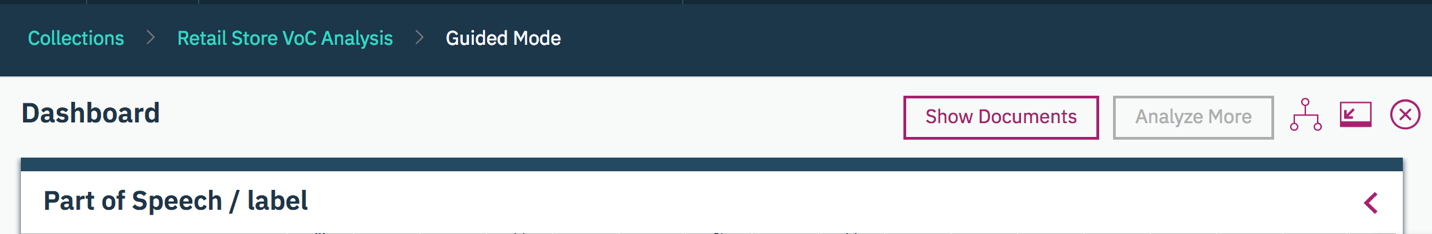 Collections > Retail Store VoC Analysis > Guided Mode
Dashboard
Show Documents
Analyze More
Part of Speech / label